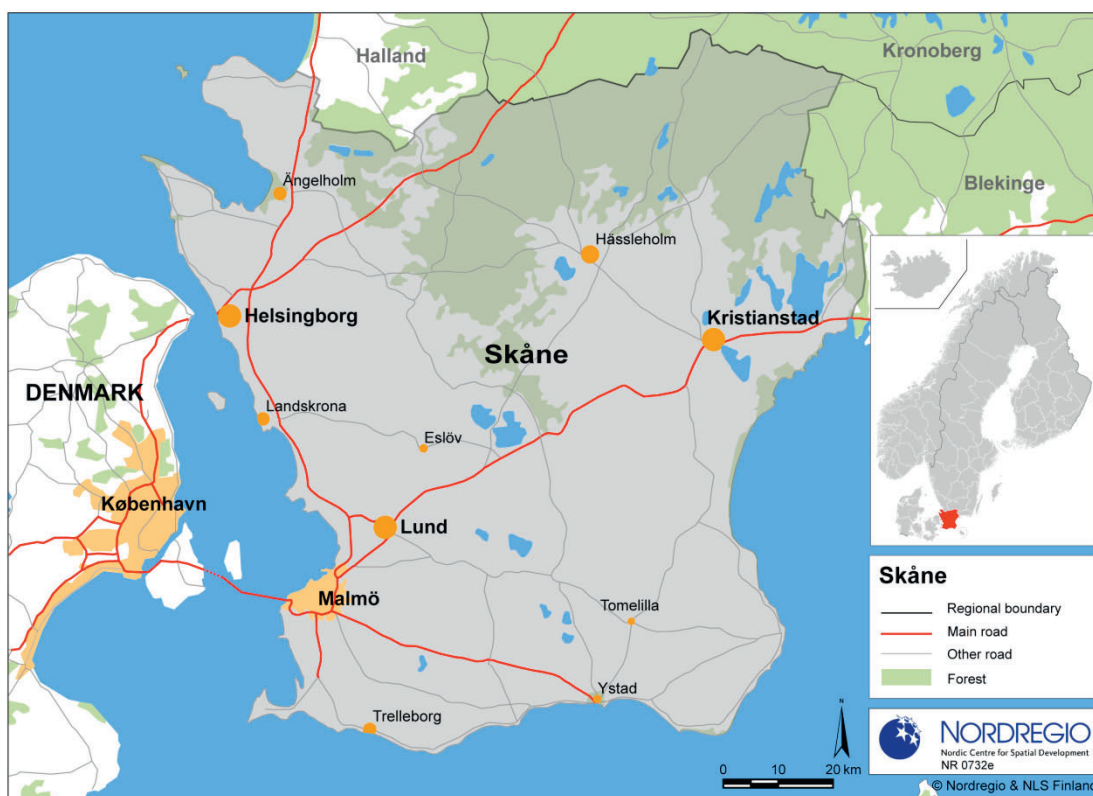 Halland
Kronoberg
Blekinge
Ängelholm
Hässleholm
Helsingborg
Kristianstad
Skåne
DENMARK
Landskrona
Eslöv
København
Lund
Malmö
Tomelilla
Ystad
Trelleborg
Skåne
Regional boundary
Main road
Other road
Forest
N
0 10 20 km
NORDREGIO
Nordic Centre for Spatial Development
NR 0732e
© Nordregio & NLS Finland